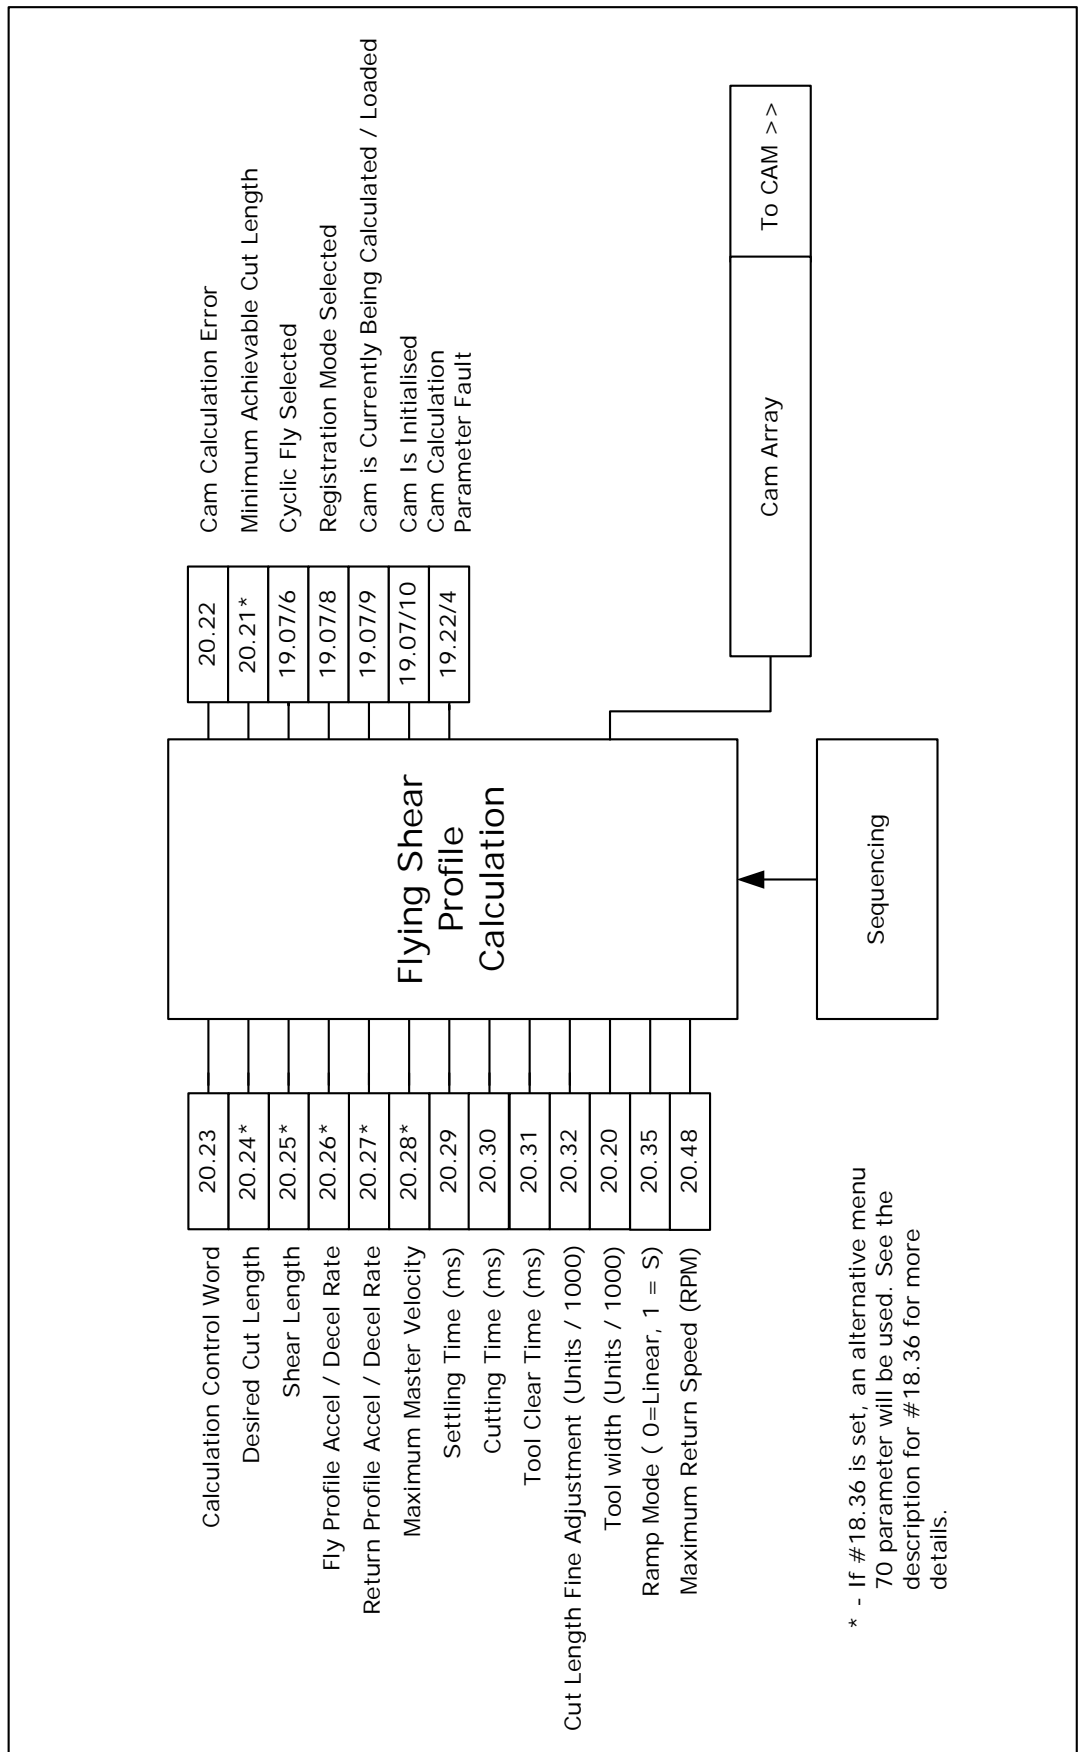 Calculation Control Word
20.23
Desired Cut Length
20.24*
Shear Length
20.25*
Fly Profile Accel / Decel Rate
20.26*
Return Profile Accel / Decel Rate
20.27*
Maximum Master Velocity
20.28*
Settling Time (ms)
20.29
Cutting Time (ms)
20.30
Tool Clear Time (ms)
20.31
Cut Length Fine Adjustment (Units / 1000)
20.32
Tool width (Units / 1000)
20.20
Ramp Mode ( 0=Linear, 1 = S)
20.35
Maximum Return Speed (RPM)
20.48
Flying Shear
Profile
Calculation
20.22
Cam Calculation Error
20.21*
Minimum Achievable Cut Length
19.07/6
Cyclic Fly Selected
19.07/8
Registration Mode Selected
19.07/9
Cam is Currently Being Calculated / Loaded
19.07/10
Cam Is Initialised
19.22/4
Cam Calculation
Parameter Fault
Cam Array
To CAM >>
Sequencing
* - If #18.36 is set, an alternative menu
70 parameter will be used. See the
description for #18.36 for more
details.